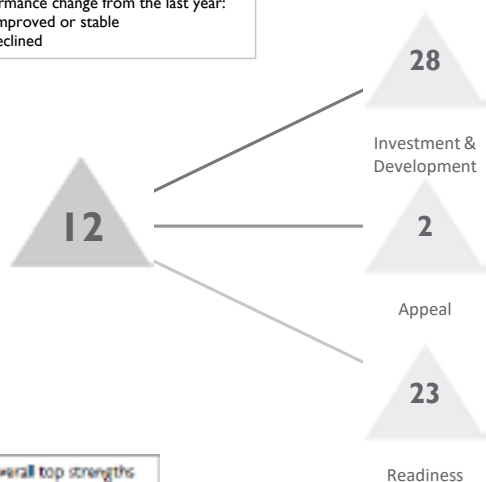 rmance change from the last year:
mproved or stable
eclined
28
Investment &
Development
12
2
Appeal
23
verall top strengths
Readiness